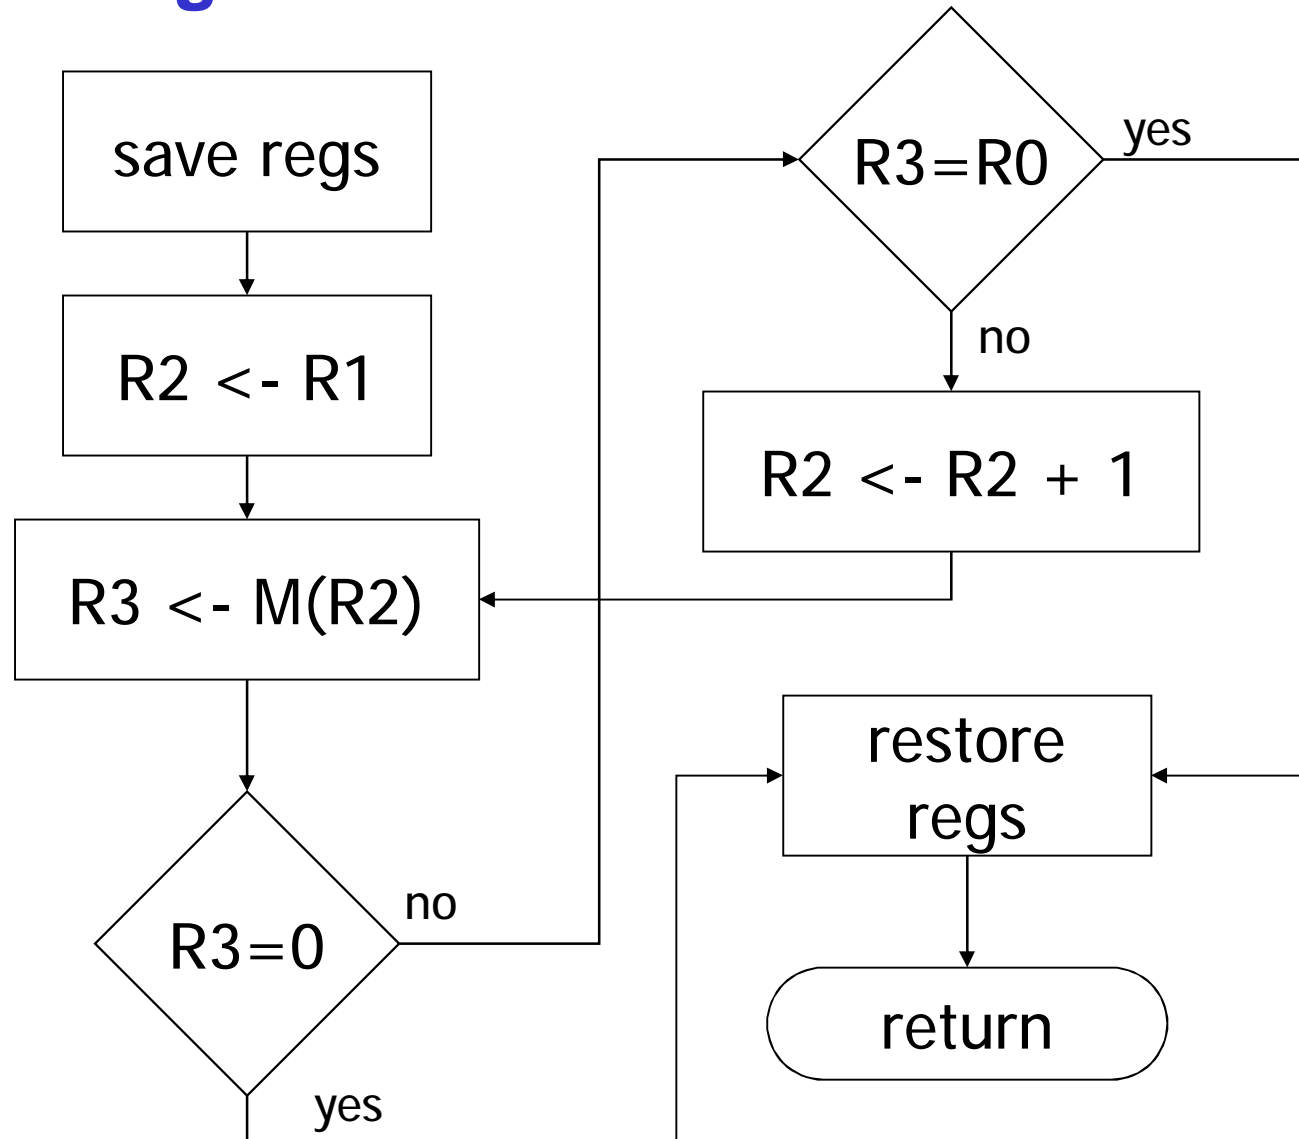 save regs
R2 <- R1
R3 <- M(R2)
R3=0
no
yes
R3=R0
yes
no
R2 <- R2 + 1
restore
regs
return